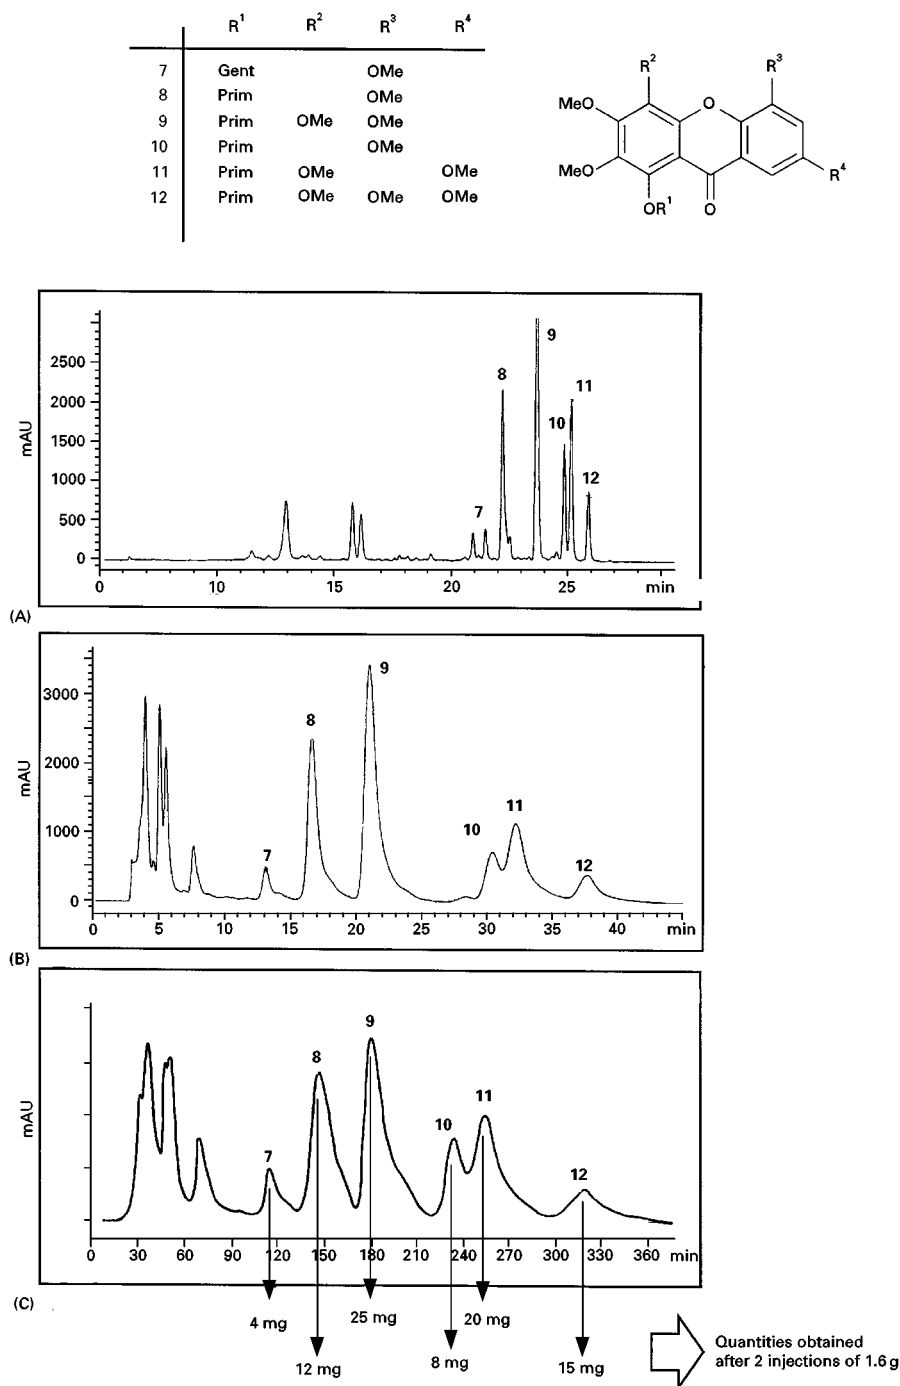 R1 R2 R3 R4
7 Gent OMe
8 Prim OMe
9 Prim OMe OMe
10 Prim OMe
11 Prim OMe OMe
12 Prim OMe OMe OMe
R2 R3
MeO O
MeO R4
OR1 O
mAU
2500
2000
1500
1000
500
0
7
8
9
10
11
12
0 10 15 20 25 min
(A)
mAU
3000
2000
1000
0
7
8
9
10
11
12
0 5 10 15 20 25 30 35 40 min
(B)
mAU
7
8
9
10
11
12
0 30 60 90 120 150 180 210 240 270 300 330 360 min
(C)
4 mg
12 mg
25 mg
8 mg
20 mg
15 mg
Quantities obtained
after 2 injections of 1.6 g